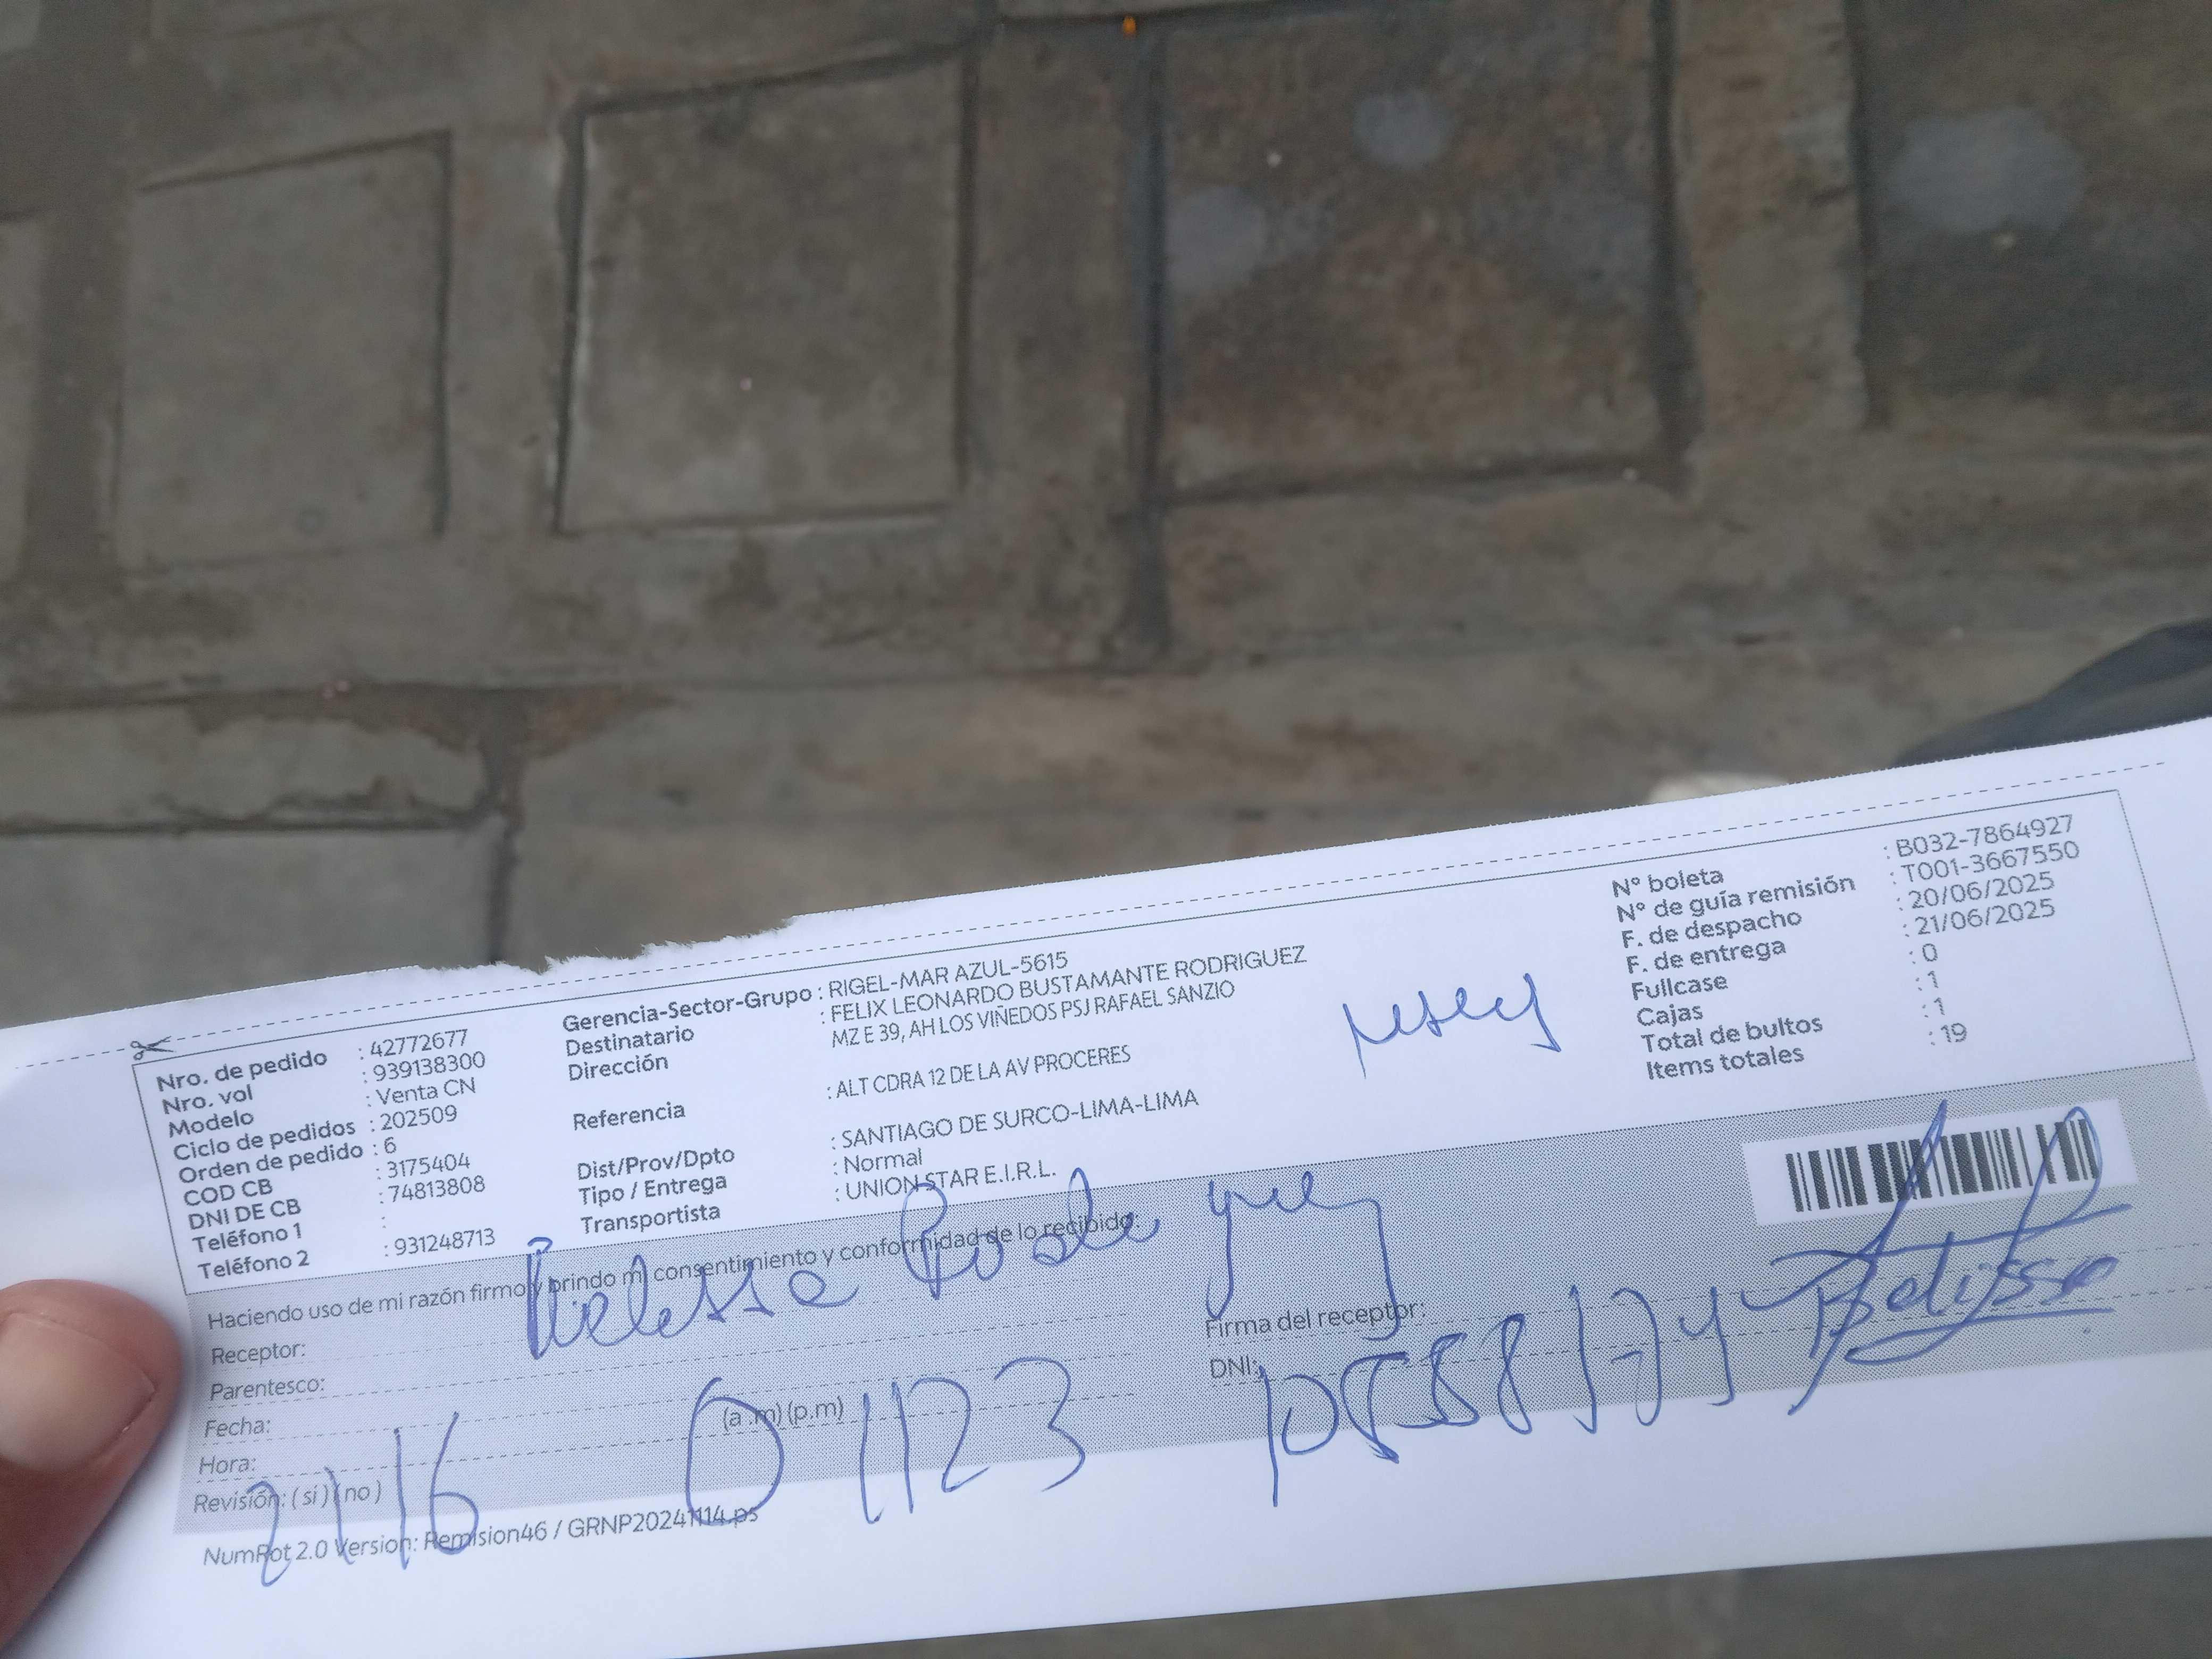 Nro. de pedido : 42772677
Nro. vol : 939138300
Modelo : Venta CN
Ciclo de pedidos : 202509
Orden de pedido : 6
COD CB : 3175404
DNI DE CB : 74813808
Teléfono 1 :
Teléfono 2 : 931248713
Gerencia-Sector-Grupo : RIGEL-MAR AZUL-5615
Destinatario : FELIX LEONARDO BUSTAMANTE RODRIGUEZ
Dirección MZ E 39, AH LOS VIÑEDOS PSJ RAFAEL SANZIO
Referencia : ALT CDRA 12 DE LA AV PROCERES
Dist/Prov/Dpto : SANTIAGO DE SURCO-LIMA-LIMA
Tipo / Entrega : Normal
Transportista : UNION STAR E.I.R.L.
N° boleta : B032-7864927
N° de guía remisión : T001-3667550
F. de despacho : 20/06/2025
F. de entrega : 21/06/2025
Fullcase : 0
Cajas : 1
Total de bultos : 1
Items totales : 19
Haciendo uso de mi razón firmo y brindo mi consentimiento y conformidad de lo recibido:
Receptor:
Parentesco:
Fecha:
Hora: (a.m) (p.m)
Revisión: ( si ) ( no )
Firma del receptor:
DNI:
21/6
1123
NumRot 2.0 Version: Remision46 / GRNP20241114.ps